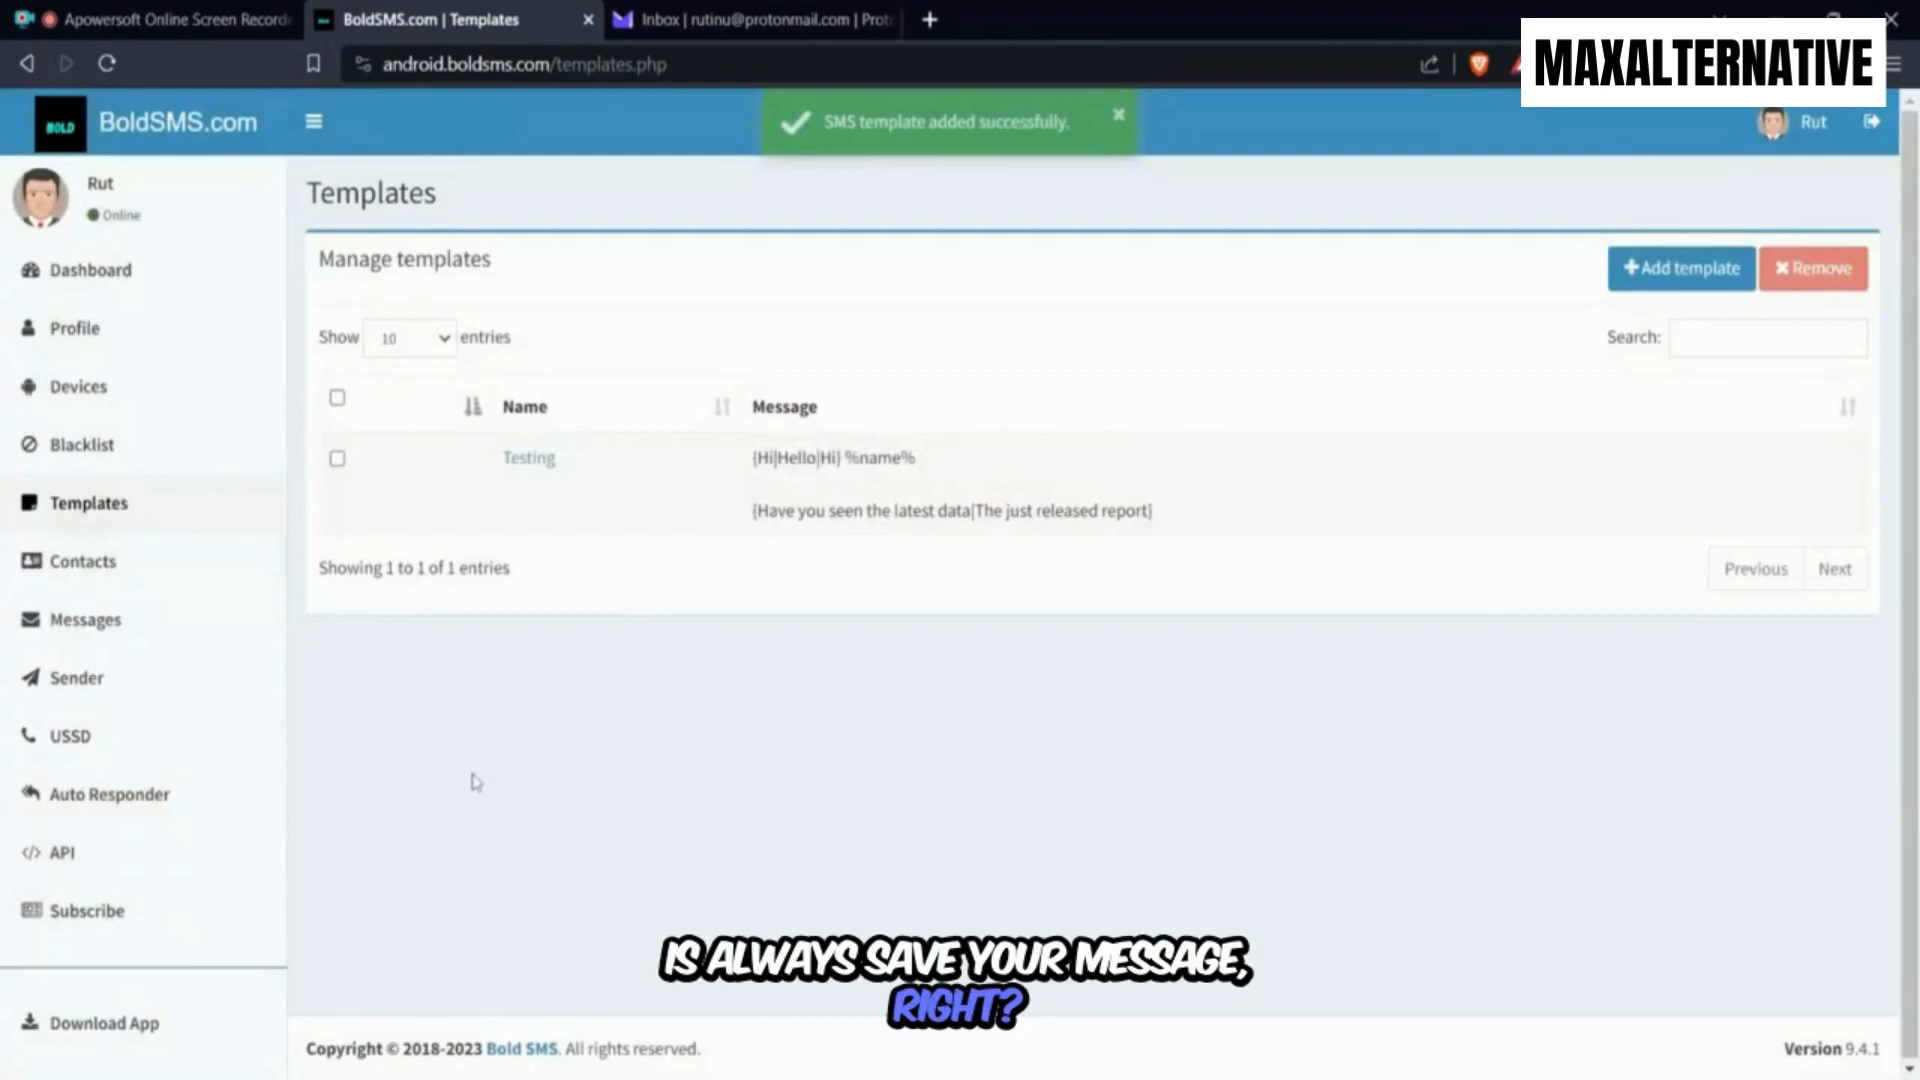 Apowersoft Online Screen Record
BoldSMS.com | Templates
Inbox | rutinu@protonmail.com | Prot
android.boldsms.com/templates.php
MAXALTERNATIVE
BOLD
BoldSMS.com
SMS template added successfully.
Rut
Rut
Online
Templates
Manage templates
Add template
Remove
Dashboard
Profile
Devices
Blacklist
Templates
Contacts
Messages
Sender
USSD
Auto Responder
API
Subscribe
Download App
Show 10 entries
Search:
Name
Message
Testing
{Hi|Hello|Hi} %name%
{Have you seen the latest data|The just released report}
Showing 1 to 1 of 1 entries
Previous
Next
IS ALWAYS SAVE YOUR MESSAGE,
RIGHT?
Copyright © 2018-2023 Bold SMS. All rights reserved.
Version 9.4.1